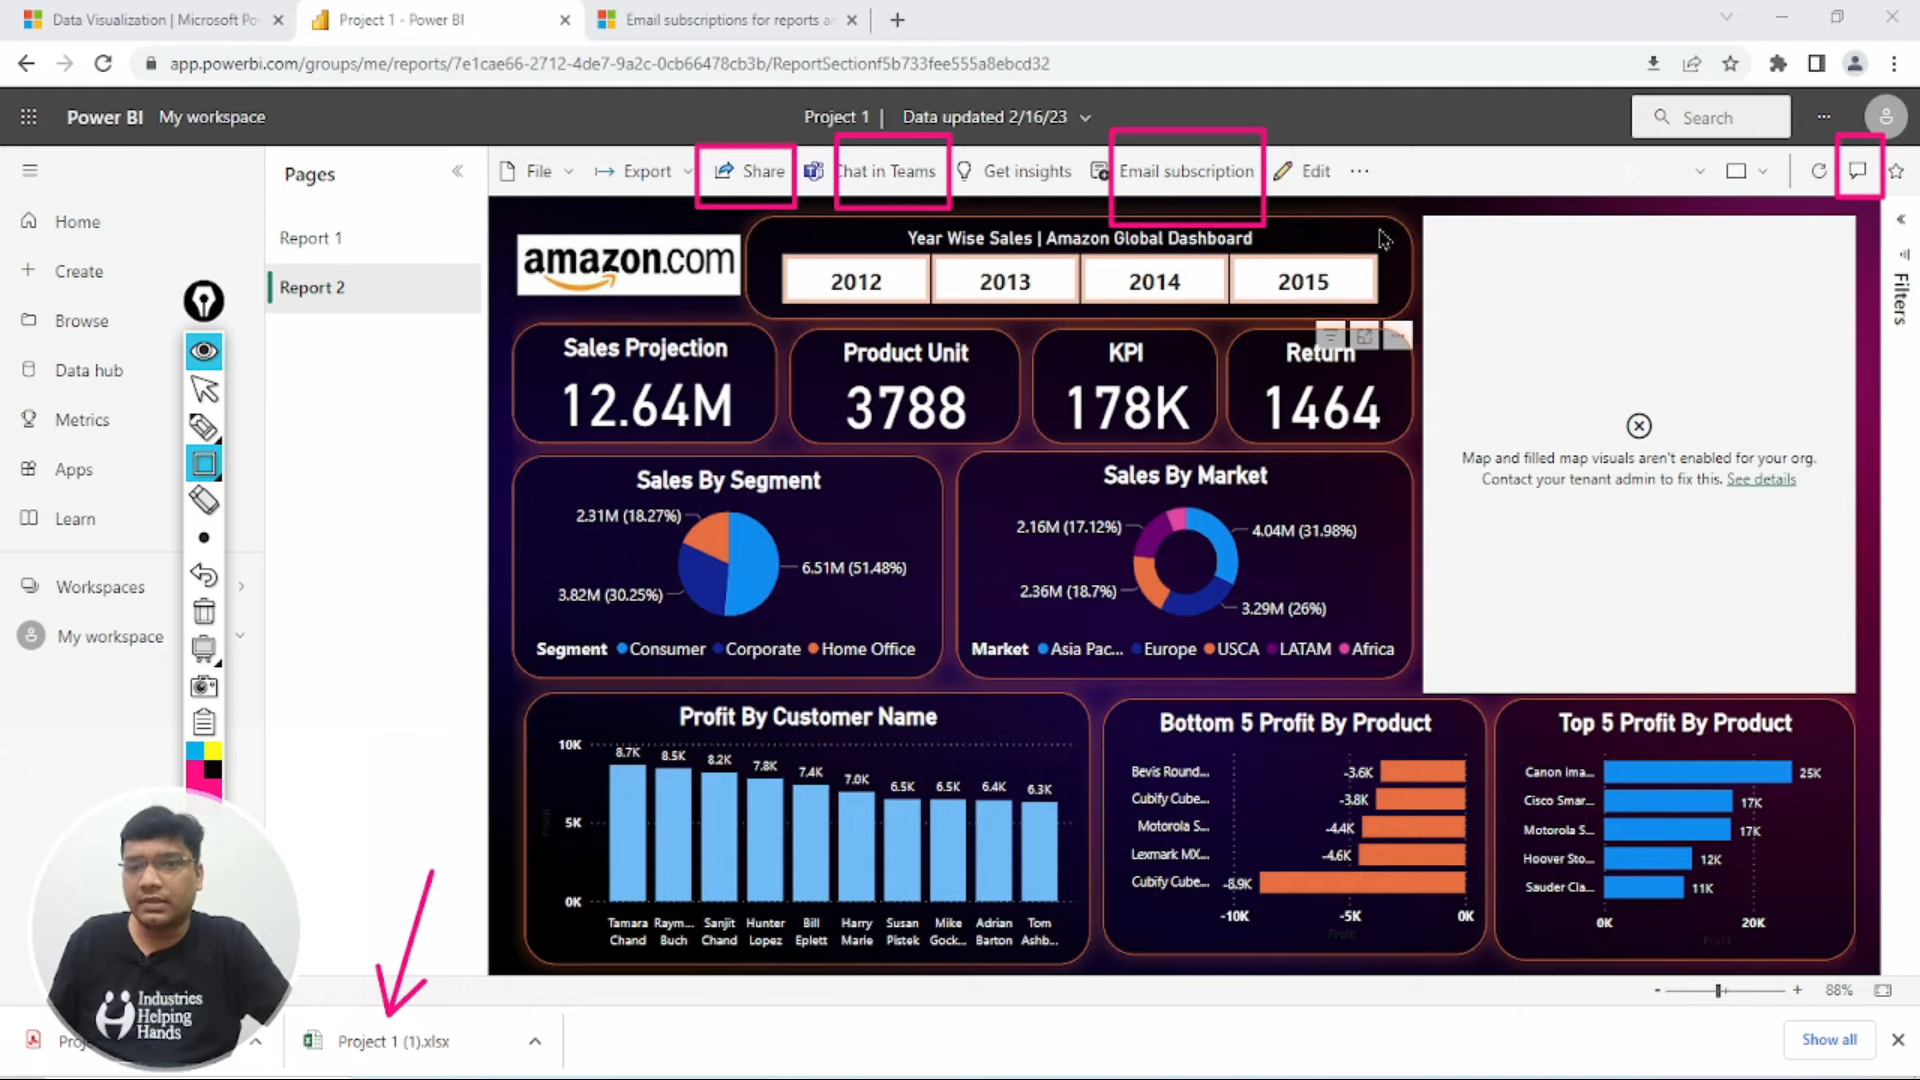 Data Visualization | Microsoft Po
Project 1 - Power BI
Email subscriptions for reports a
app.powerbi.com/groups/me/reports/7e1cae66-2712-4de7-9a2c-0cb66478cb3b/ReportSectionf5b733fee555a8ebcd32
Power BI My workspace
Project 1 | Data updated 2/16/23
Search
Pages
File
Export
Share
Chat in Teams
Get insights
Email subscription
Edit
Home
Create
Browse
Data hub
Metrics
Apps
Learn
Workspaces
My workspace
Report 1
Report 2
Filters
amazon.com
Year Wise Sales | Amazon Global Dashboard
2012 2013 2014 2015
Sales Projection
12.64M
Product Unit
3788
KPI
178K
Return
1464
Map and filled map visuals aren't enabled for your org.
Contact your tenant admin to fix this. See details
Sales By Segment
2.31M (18.27%)
6.51M (51.48%)
3.82M (30.25%)
Segment Consumer Corporate Home Office
Sales By Market
2.16M (17.12%)
4.04M (31.98%)
2.36M (18.7%)
3.29M (26%)
Market Asia Pac... Europe USCA LATAM Africa
Profit By Customer Name
10K
5K
0K
Profit
8.7K 8.5K 8.2K 7.8K 7.4K 7.0K 6.5K 6.5K 6.4K 6.3K
Tamara Raym... Sanjit Hunter Bill Harry Susan Mike Adrian Tom
Chand Buch Chand Lopez Eplett Marie Pistek Gock... Barton Ashb...
Bottom 5 Profit By Product
Bevis Round... -3.6K
Cubify Cube... -3.8K
Motorola S... -4.4K
Lexmark MX... -4.6K
Cubify Cube... -8.9K
-10K -5K 0K
Profit
Top 5 Profit By Product
Canon Ima... 25K
Cisco Smar... 17K
Motorola S... 17K
Hoover Sto... 12K
Sauder Cla... 11K
0K 20K
Profit
88%
Industries
Helping
Hands
Project 1 (1).xlsx
Show all